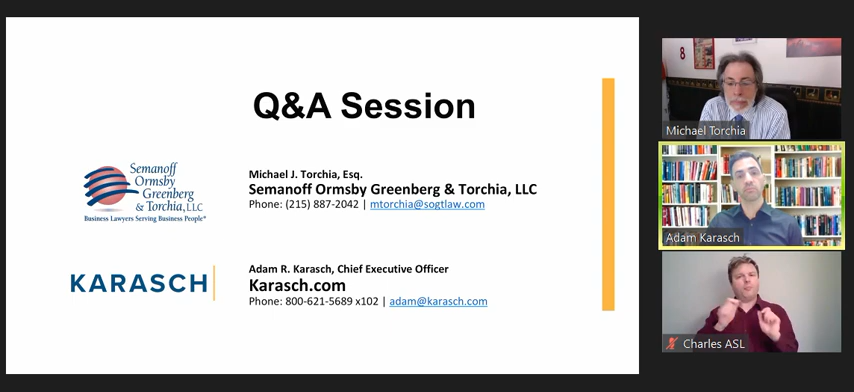 Q&A Session
Semanoff
Ormsby
Greenberg
& Torchia, LLC
Business Lawyers Serving Business People®
Michael J. Torchia, Esq.
Semanoff Ormsby Greenberg & Torchia, LLC
Phone: (215) 887-2042 | mtorchia@sogtlaw.com
KARASCH
Adam R. Karasch, Chief Executive Officer
Karasch.com
Phone: 800-621-5689 x102 | adam@karasch.com
8
Michael Torchia
Adam Karasch
Charles ASL